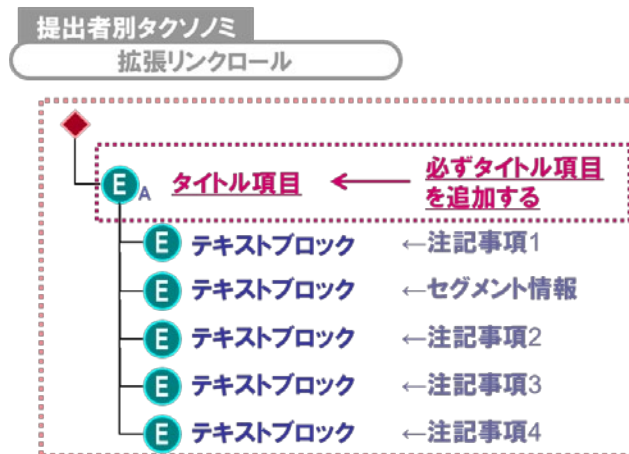 提出者別タクソノミ
拡張リンクロール
E A タイトル項目 ← 必ずタイトル項目
を追加する
E テキストブロック ←注記事項1
E テキストブロック ←セグメント情報
E テキストブロック ←注記事項2
E テキストブロック ←注記事項3
E テキストブロック ←注記事項4